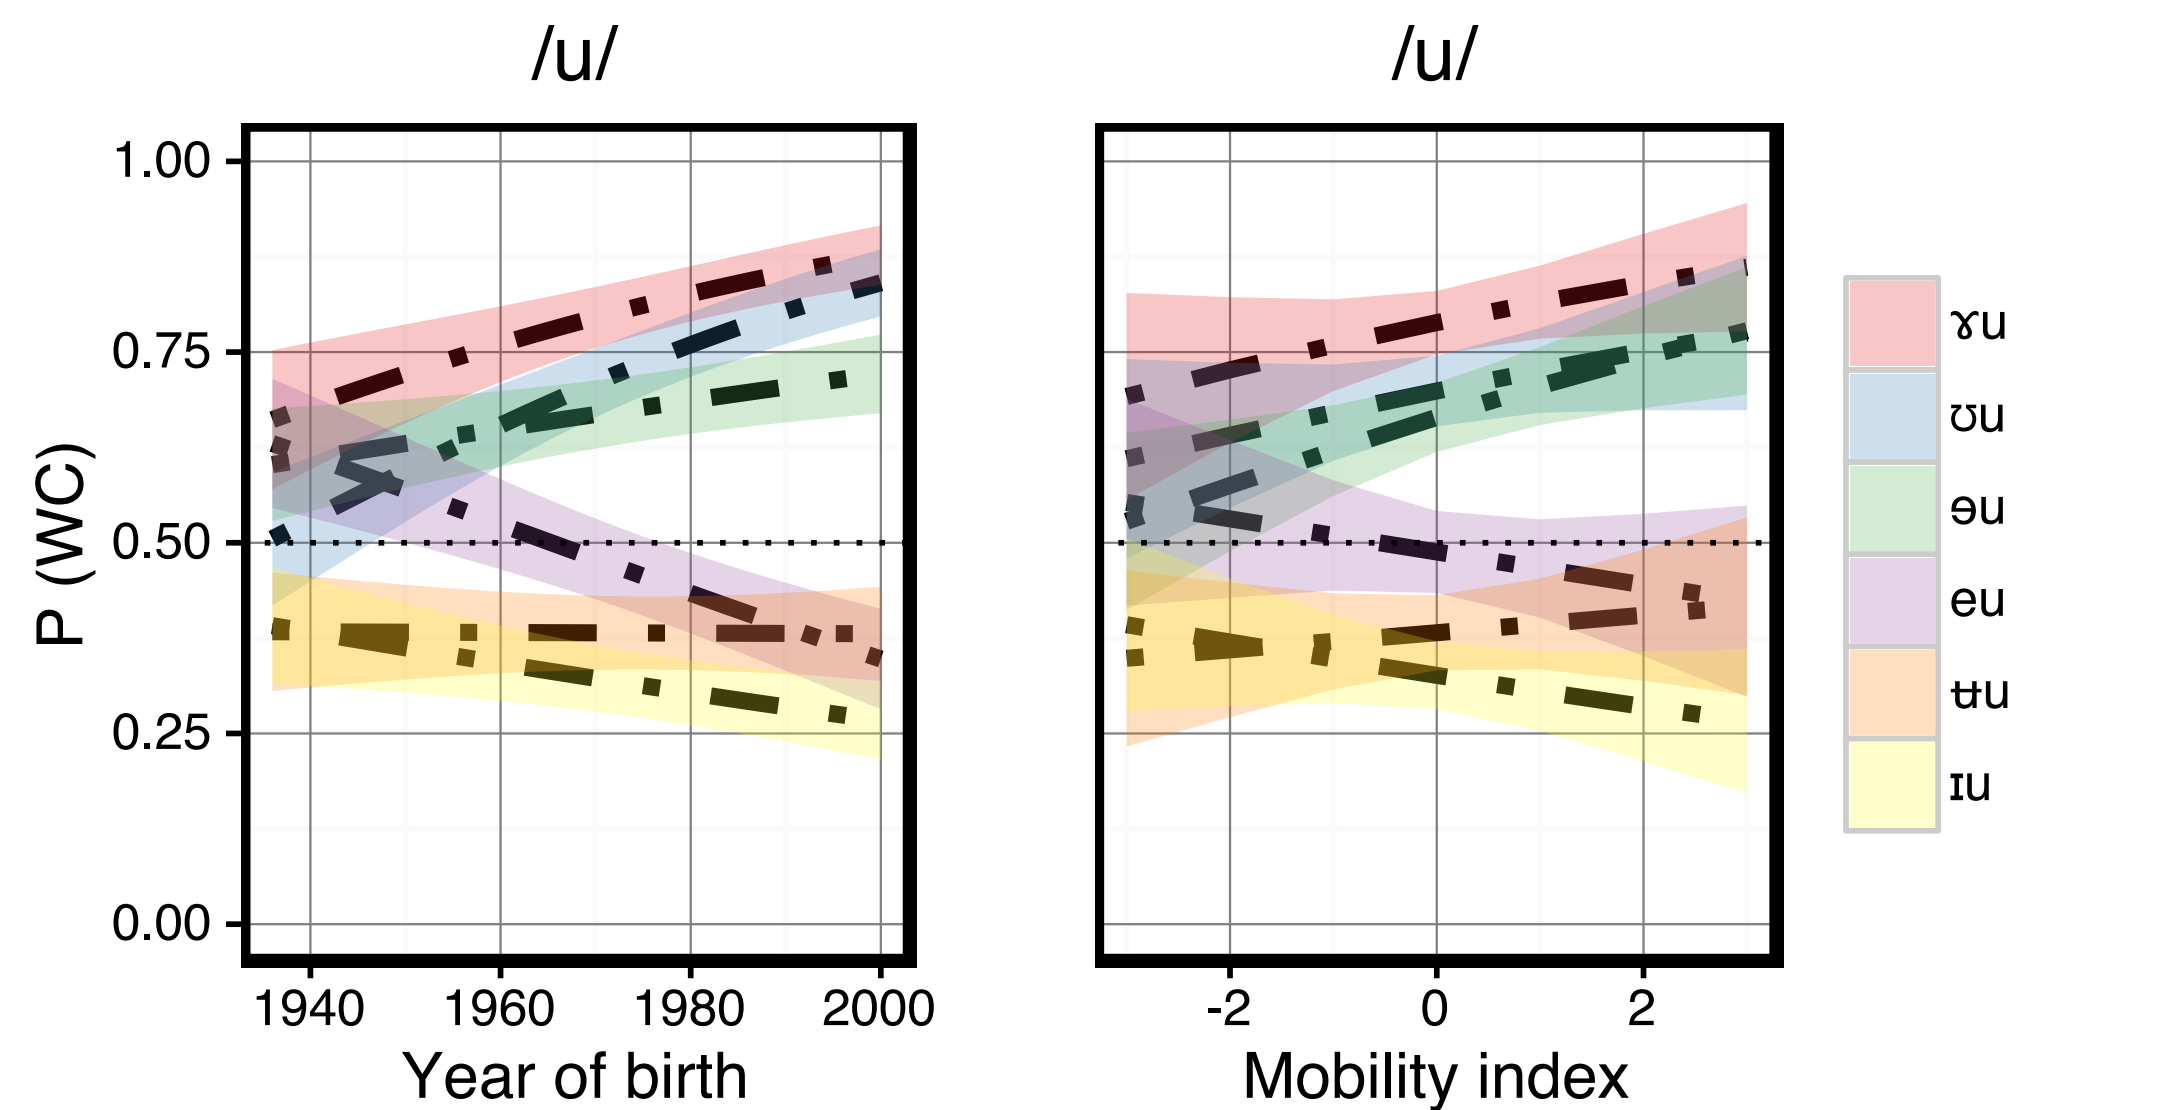 /u/
/u/
P (WC)
1.00
0.75
0.50
0.25
0.00
1940 1960 1980 2000
Year of birth
-2 0 2
Mobility index
ɤu
ʊu
ɘu
eu
ʉu
ɪu